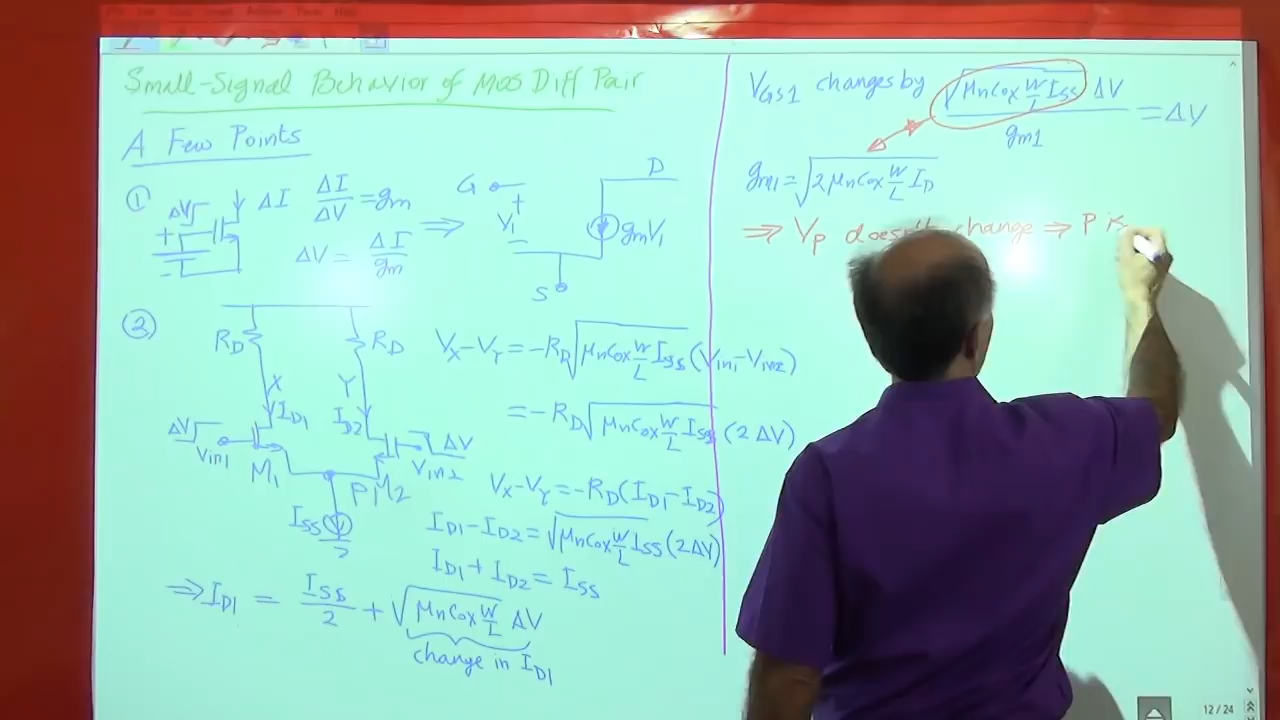 Small-Signal Behavior of MOS Diff Pair
A Few Points
① ΔV ΔI ΔI/ΔV = gm
ΔV = ΔI/gm
⇒
G D
+ V1 − gmV1
S
②
RD RD
X Y
ID1 ID2
ΔV ΔV
Vin1 Vin2
M1 P M2
ISS
VX−VY = −RD√(μnCox W/L ISS) (Vin1−Vin2)
= −RD√(μnCox W/L ISS) (2ΔV)
VX−VY = −RD(ID1−ID2)
ID1−ID2 = √(μnCox W/L ISS) (2ΔV)
ID1 + ID2 = ISS
⇒ ID1 = ISS/2 + √(μnCox W/L) ΔV
change in ID1
VGS1 changes by √(μnCox W/L ISS) ΔV / gm1 = ΔV
gm1 = √(2μnCox W/L ID)
⇒ VP doesn't change ⇒ P is
12 / 24